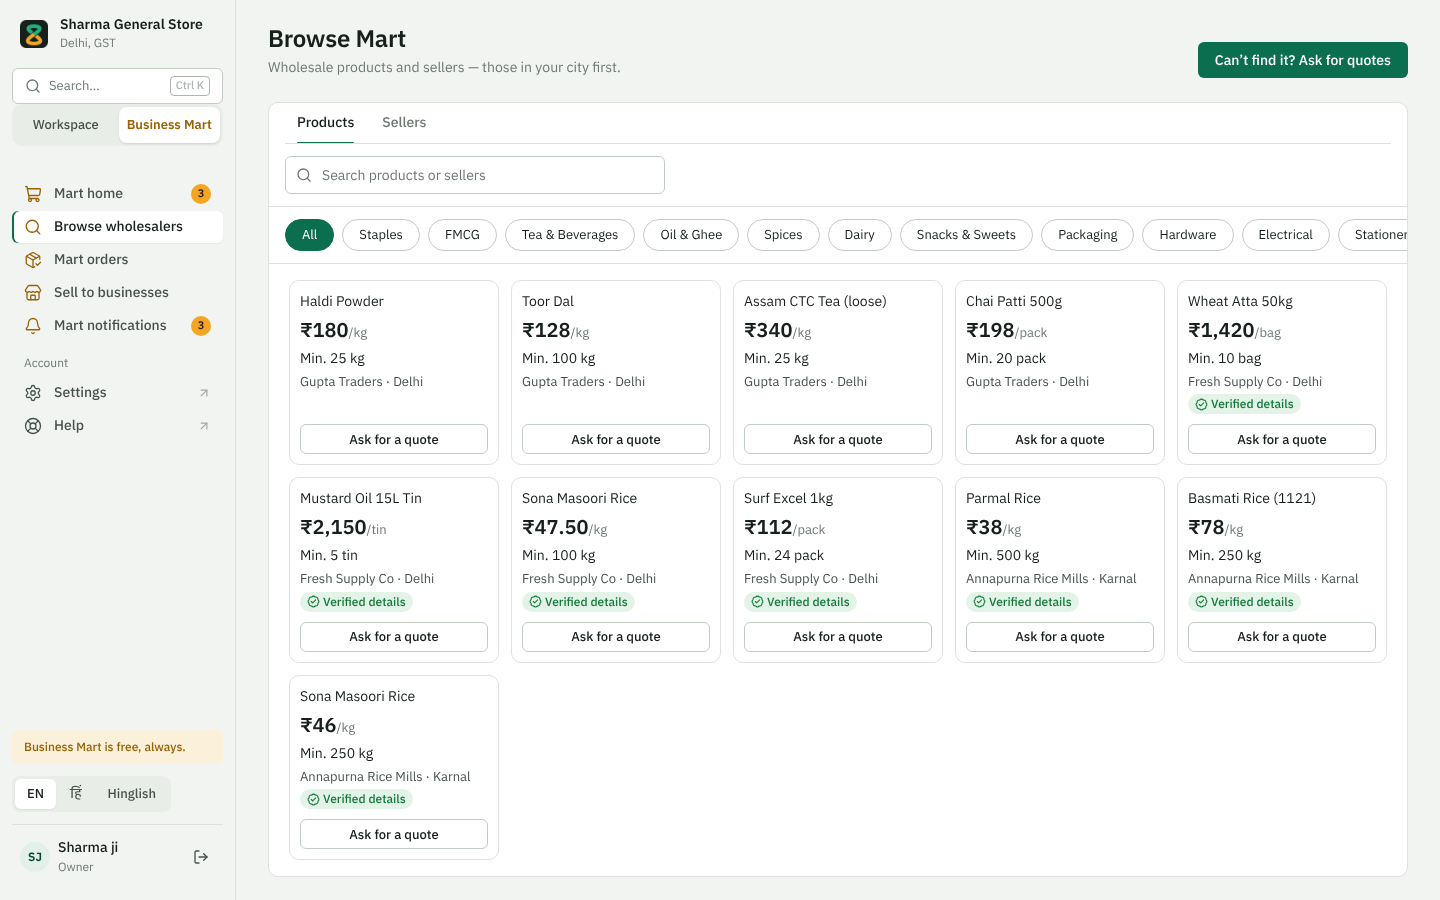 Sharma General Store
Delhi, GST
Search...
Ctrl K
Workspace
Business Mart
Mart home
3
Browse wholesalers
Mart orders
Sell to businesses
Mart notifications
3
Account
Settings
Help
Business Mart is free, always.
EN
हिं
Hinglish
SJ
Sharma ji
Owner
Browse Mart
Wholesale products and sellers — those in your city first.
Can’t find it? Ask for quotes
Products
Sellers
Search products or sellers
All
Staples
FMCG
Tea & Beverages
Oil & Ghee
Spices
Dairy
Snacks & Sweets
Packaging
Hardware
Electrical
Stationer
Haldi Powder
₹180/kg
Min. 25 kg
Gupta Traders · Delhi
Ask for a quote
Toor Dal
₹128/kg
Min. 100 kg
Gupta Traders · Delhi
Ask for a quote
Assam CTC Tea (loose)
₹340/kg
Min. 25 kg
Gupta Traders · Delhi
Ask for a quote
Chai Patti 500g
₹198/pack
Min. 20 pack
Gupta Traders · Delhi
Ask for a quote
Wheat Atta 50kg
₹1,420/bag
Min. 10 bag
Fresh Supply Co · Delhi
Verified details
Ask for a quote
Mustard Oil 15L Tin
₹2,150/tin
Min. 5 tin
Fresh Supply Co · Delhi
Verified details
Ask for a quote
Sona Masoori Rice
₹47.50/kg
Min. 100 kg
Fresh Supply Co · Delhi
Verified details
Ask for a quote
Surf Excel 1kg
₹112/pack
Min. 24 pack
Fresh Supply Co · Delhi
Verified details
Ask for a quote
Parmal Rice
₹38/kg
Min. 500 kg
Annapurna Rice Mills · Karnal
Verified details
Ask for a quote
Basmati Rice (1121)
₹78/kg
Min. 250 kg
Annapurna Rice Mills · Karnal
Verified details
Ask for a quote
Sona Masoori Rice
₹46/kg
Min. 250 kg
Annapurna Rice Mills · Karnal
Verified details
Ask for a quote